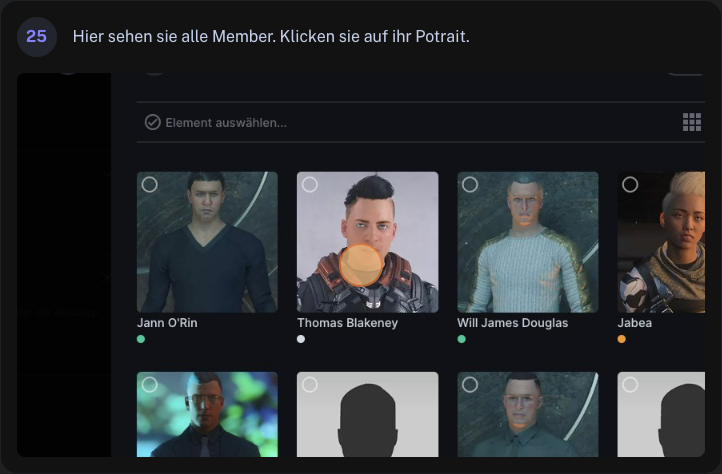 25
Hier sehen sie alle Member. Klicken sie auf ihr Potrait.
Element auswählen...
Jann O'Rin
Thomas Blakeney
Will James Douglas
Jabea